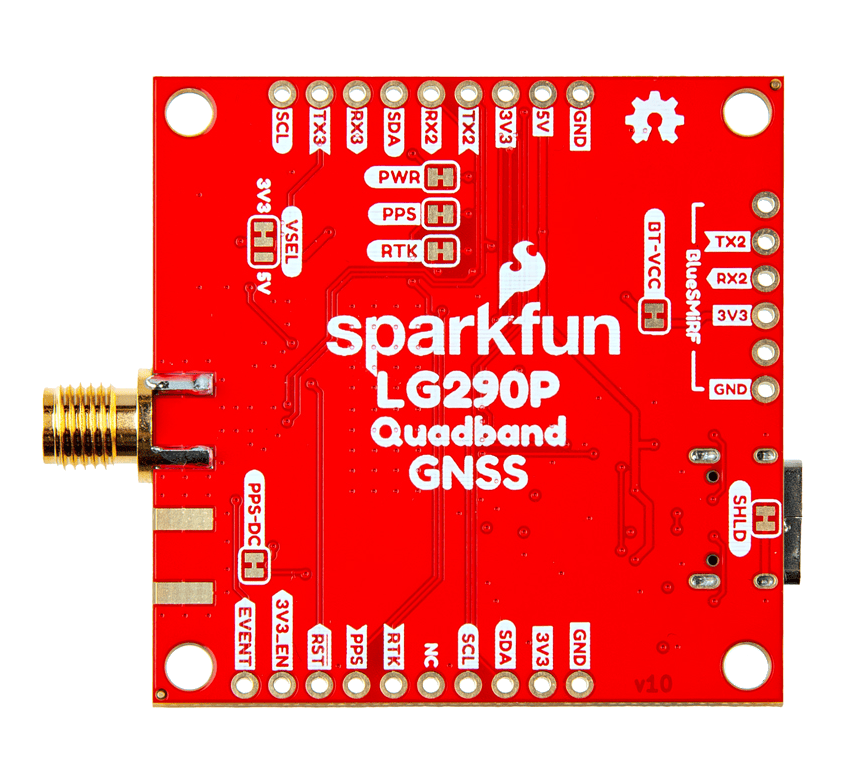 SCL
TX3
RX3
SDA
RX2
TX2
3V3
5V
GND
PWR
PPS
RTK
3V3
VSEL
5V
BT-VCC
BlueSMiRF
TX2
RX2
3V3
GND
sparkfun
LG290P
Quadband
GNSS
PPS-DC
SHLD
EVENT
3V3_EN
RST
PPS
RTK
NC
SCL
SDA
3V3
GND
v10